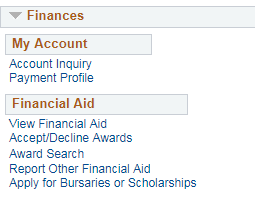 Finances
My Account
Account Inquiry
Payment Profile
Financial Aid
View Financial Aid
Accept/Decline Awards
Award Search
Report Other Financial Aid
Apply for Bursaries or Scholarships